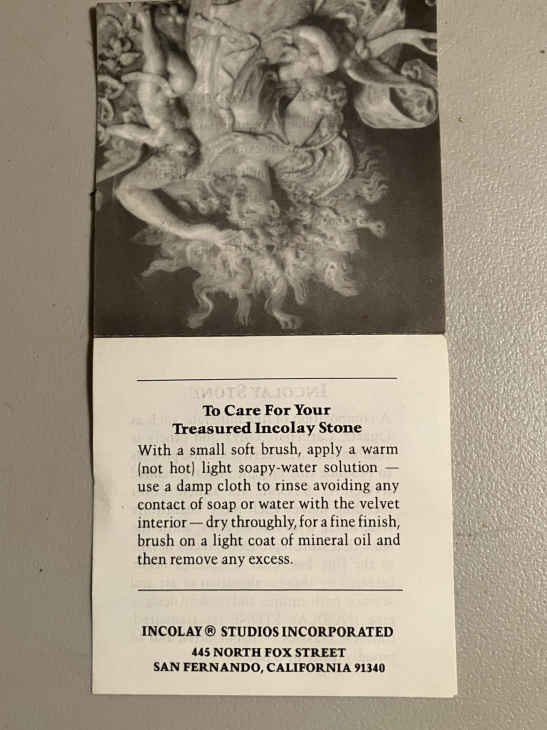 To Care For Your
Treasured Incolay Stone
With a small soft brush, apply a warm
(not hot) light soapy-water solution —
use a damp cloth to rinse avoiding any
contact of soap or water with the velvet
interior — dry throughly, for a fine finish,
brush on a light coat of mineral oil and
then remove any excess.
INCOLAY® STUDIOS INCORPORATED
445 NORTH FOX STREET
SAN FERNANDO, CALIFORNIA 91340